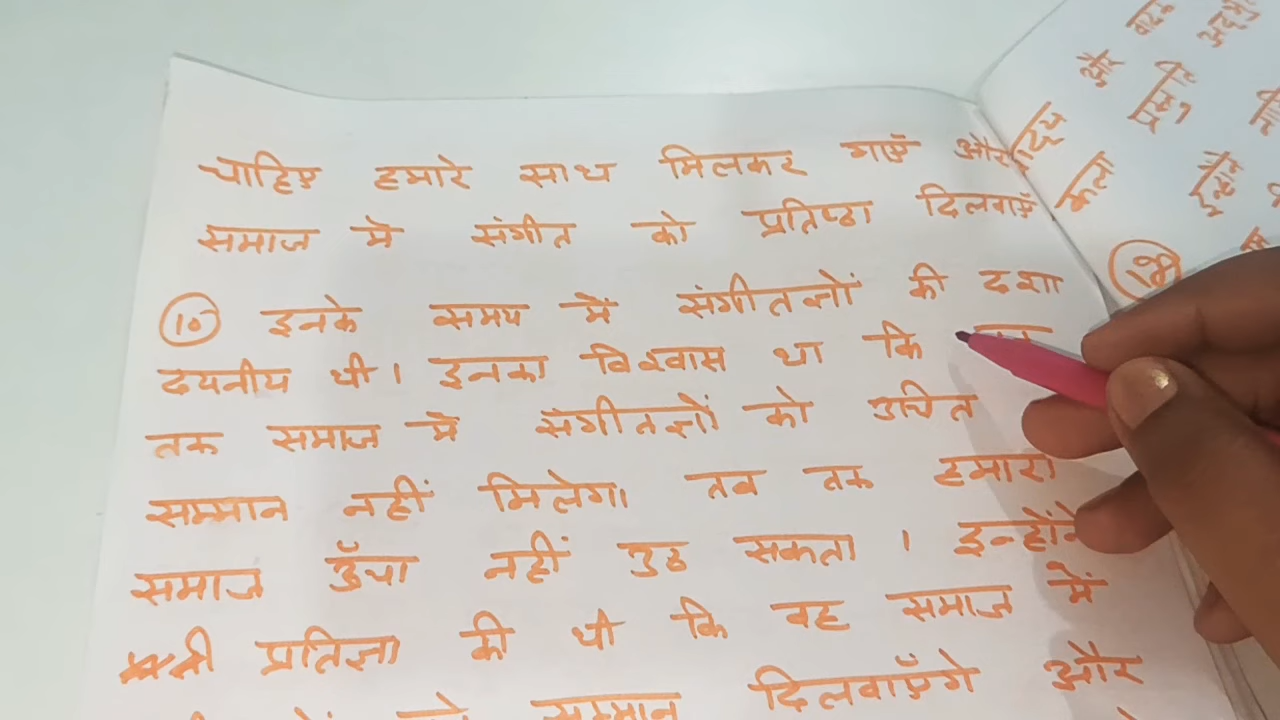 चाहिए हमारे साथ मिलकर गाएँ और
समाज मे संगीत को प्रतिष्ठा दिलवाएँ
10 इनके समय में संगीतज्ञों की दशा
दयनीय थी। इनका विश्वास था कि
तक समाज मे संगीतज्ञों को उचित
सम्मान नहीं मिलेगा तब तक हमारा
समाज ऊँचा नहीं उठ सकता । इन्होंने
प्रतिज्ञा की थी कि वह समाज में
सम्मान दिलवाएँगे और